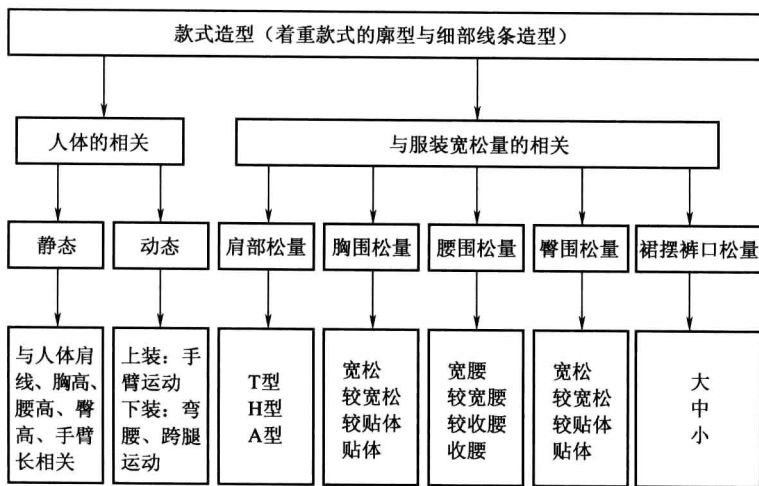 款式造型（着重款式的廓型与细部线条造型）
人体的相关
与服装宽松量的相关
静态
动态
肩部松量
胸围松量
腰围松量
臀围松量
裙摆裤口松量
与人体肩
线、胸高、
腰高、臀
高、手臂
长相关
上装：手
臂运动
下装：弯
腰、跨腿
运动
T型
H型
A型
宽松
较宽松
较贴体
贴体
宽腰
较宽腰
较收腰
收腰
宽松
较宽松
较贴体
贴体
大
中
小